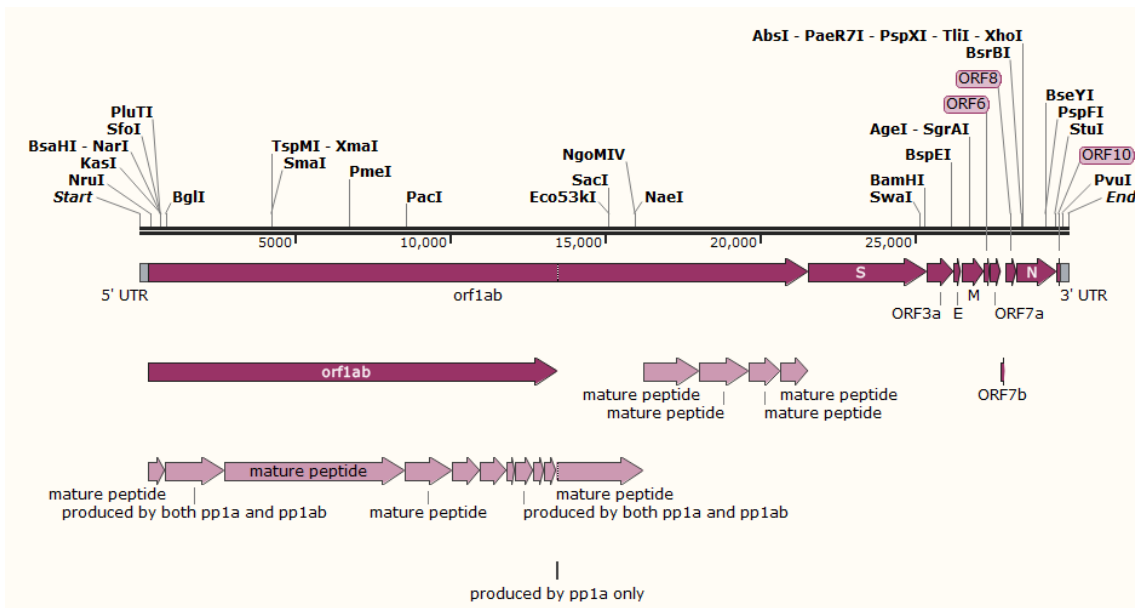 AbsI - PaeR7I - PspXI - TliI - XhoI
BsrBI
ORF8
ORF6
PluTI
SfoI
BsaHI - NarI
KasI
NruI
Start
BglI
TspMI - XmaI
SmaI
PmeI
PacI
NgoMIV
SacI
Eco53kI
NaeI
AgeI - SgrAI
BspEI
BamHI
SwaI
BseYI
PspFI
StuI
ORF10
PvuI
End
5000
10,000
15,000
20,000
25,000
S
N
5' UTR
orf1ab
M
3' UTR
ORF3a
E
ORF7a
orf1ab
mature peptide
mature peptide
mature peptide
mature peptide
ORF7b
mature peptide
mature peptide
mature peptide
produced by both pp1a and pp1ab
mature peptide
produced by both pp1a and pp1ab
produced by pp1a only